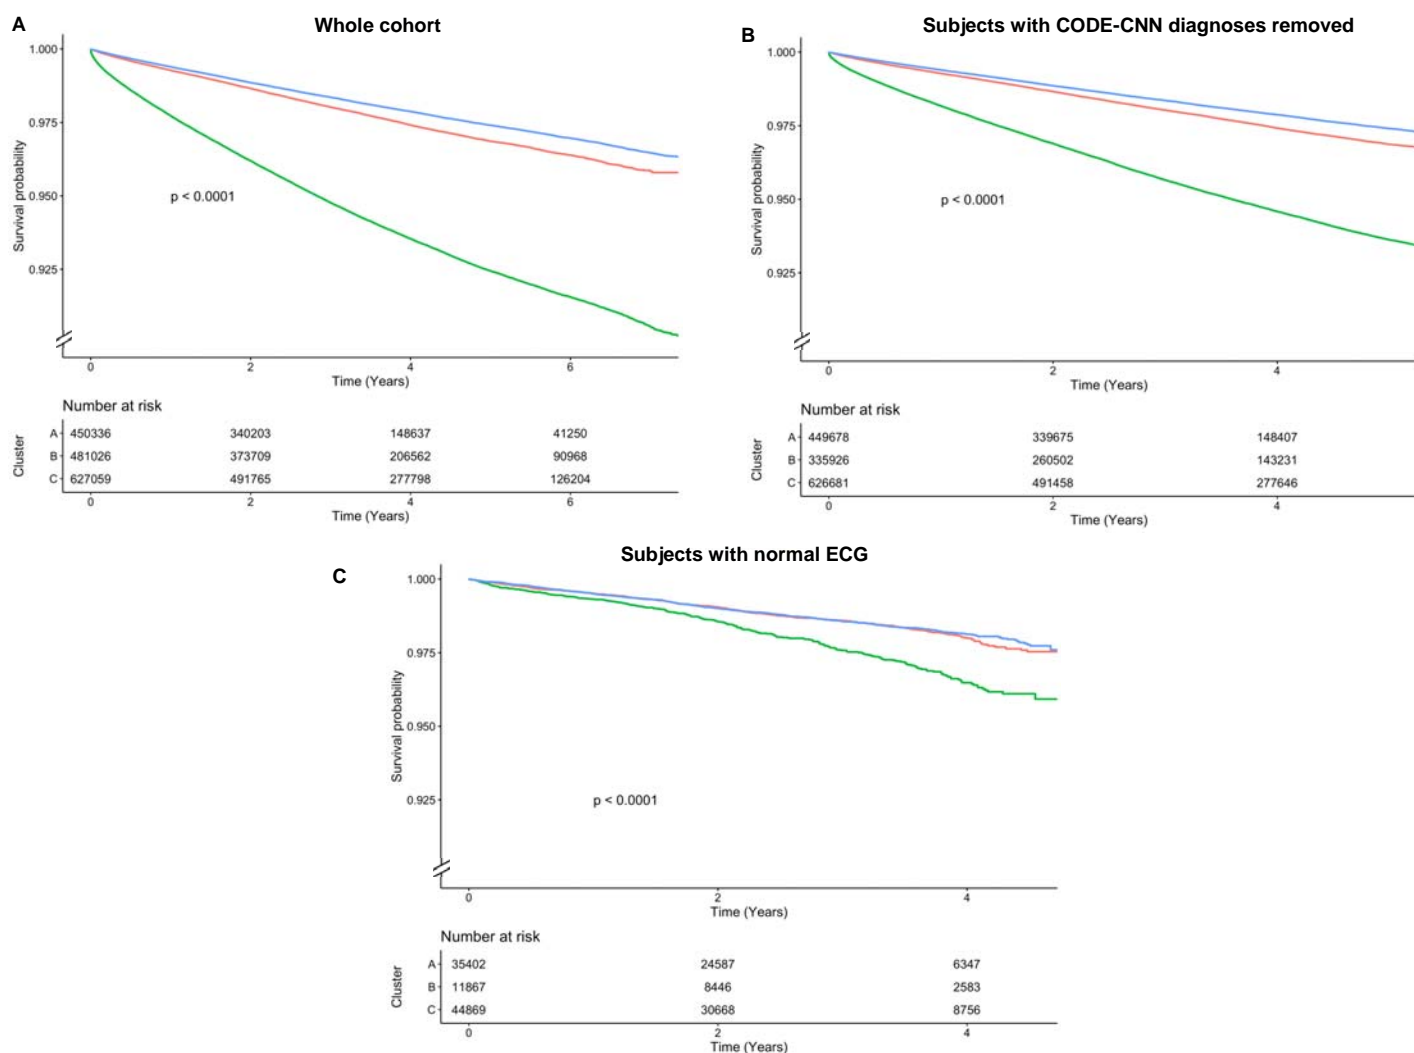 A
Whole cohort
1.000
0.975
0.950
0.925
Survival probability
p < 0.0001
0 2 4 6
Time (Years)
Number at risk
Cluster
A 450336 340203 148637 41250
B 481026 373709 206562 90968
C 627059 491765 277798 126204
0 2 4 6
Time (Years)
B
Subjects with CODE-CNN diagnoses removed
1.000
0.975
0.950
0.925
Survival probability
p < 0.0001
0 2 4
Time (Years)
Number at risk
Cluster
A 449678 339675 148407
B 335926 260502 143231
C 626681 491458 277646
0 2 4
Time (Years)
C
Subjects with normal ECG
1.000
0.975
0.950
0.925
Survival probability
p < 0.0001
0 2 4
Time (Years)
Number at risk
Cluster
A 35402 24587 6347
B 11867 8446 2583
C 44869 30668 8756
0 2 4
Time (Years)